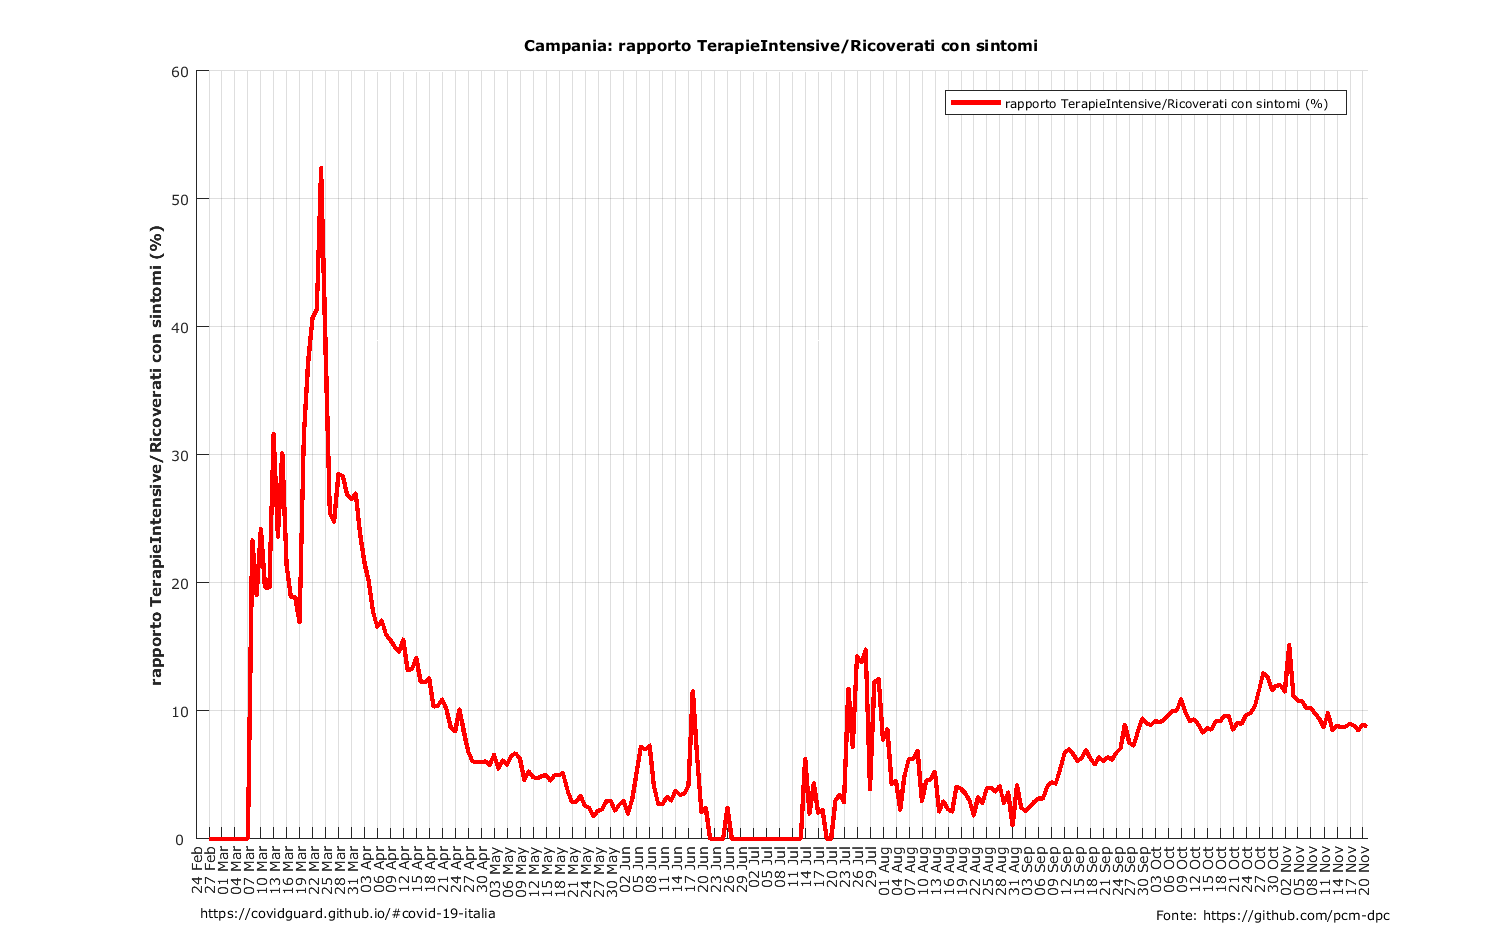 Campania: rapporto TerapieIntensive/Ricoverati con sintomi
rapporto TerapieIntensive/Ricoverati con sintomi (%)
rapporto TerapieIntensive/Ricoverati con sintomi (%)
60
50
40
30
20
10
0
24 Feb
27 Feb
01 Mar
04 Mar
07 Mar
10 Mar
13 Mar
16 Mar
19 Mar
22 Mar
25 Mar
28 Mar
31 Mar
03 Apr
06 Apr
09 Apr
12 Apr
15 Apr
18 Apr
21 Apr
24 Apr
27 Apr
30 Apr
03 May
06 May
09 May
12 May
15 May
18 May
21 May
24 May
27 May
30 May
02 Jun
05 Jun
08 Jun
11 Jun
14 Jun
17 Jun
20 Jun
23 Jun
26 Jun
29 Jun
02 Jul
05 Jul
08 Jul
11 Jul
14 Jul
17 Jul
20 Jul
23 Jul
26 Jul
29 Jul
01 Aug
04 Aug
07 Aug
10 Aug
13 Aug
16 Aug
19 Aug
22 Aug
25 Aug
28 Aug
31 Aug
03 Sep
06 Sep
09 Sep
12 Sep
15 Sep
18 Sep
21 Sep
24 Sep
27 Sep
30 Sep
03 Oct
06 Oct
09 Oct
12 Oct
15 Oct
18 Oct
21 Oct
24 Oct
27 Oct
30 Oct
02 Nov
05 Nov
08 Nov
11 Nov
14 Nov
17 Nov
20 Nov
https://covidguard.github.io/#covid-19-italia
Fonte: https://github.com/pcm-dpc